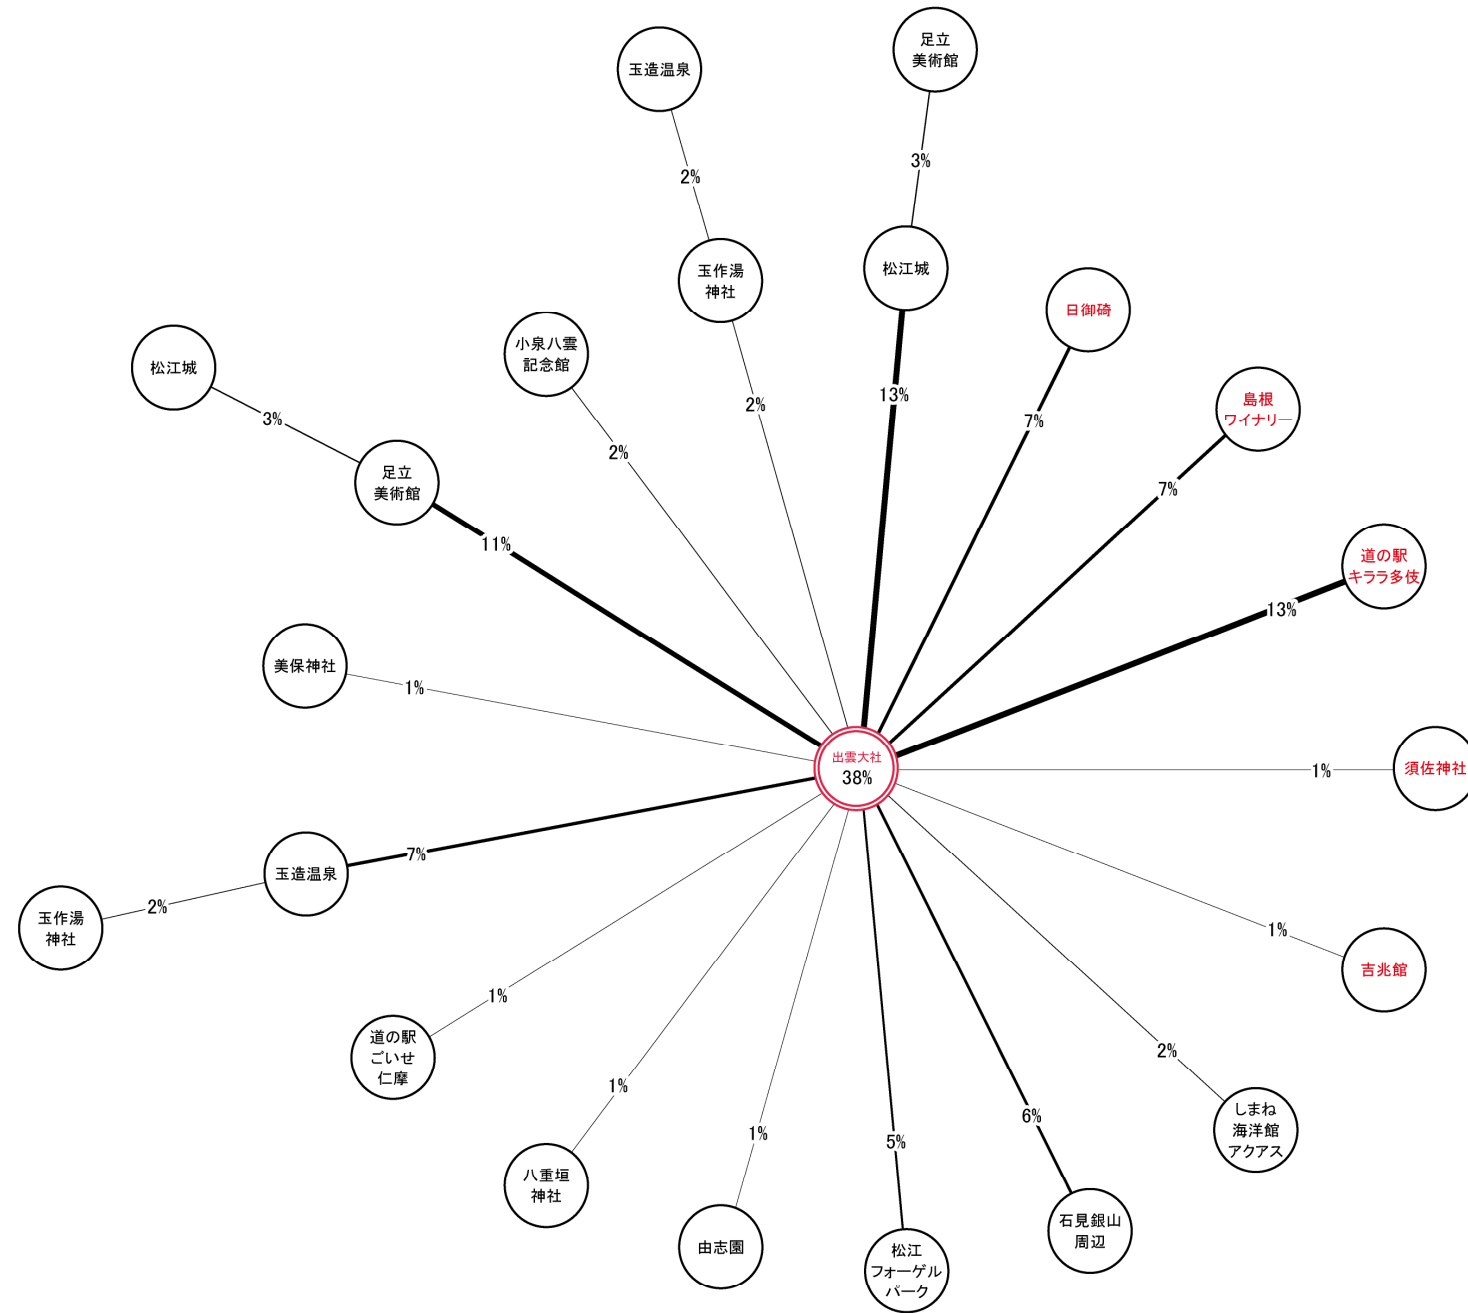 足立
美術館
玉造温泉
3%
2%
松江城
玉作湯
神社
日御碕
小泉八雲
記念館
松江城
13%
2%
7%
島根
ワイナリー
3%
2%
足立
美術館
7%
11%
道の駅
キララ多伎
13%
美保神社
1%
出雲大社
38%
1%
須佐神社
7%
玉造温泉
2%
玉作湯
神社
1%
吉兆館
1%
道の駅
ごいせ
仁摩
2%
1%
6%
しまね
海洋館
アクアス
1%
5%
八重垣
神社
石見銀山
周辺
由志園
松江
フォーゲル
パーク